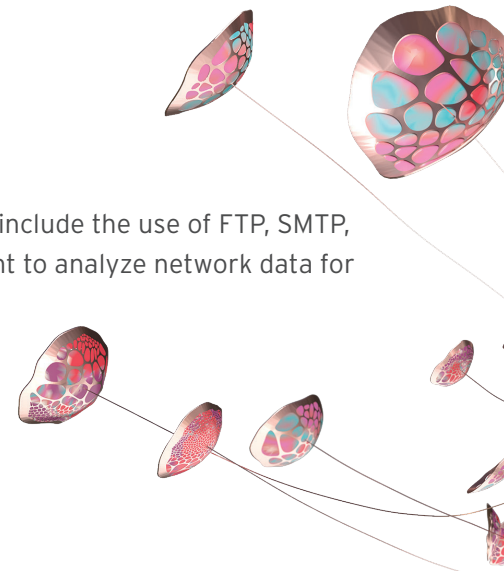 include the use of FTP, SMTP,
nt to analyze network data for